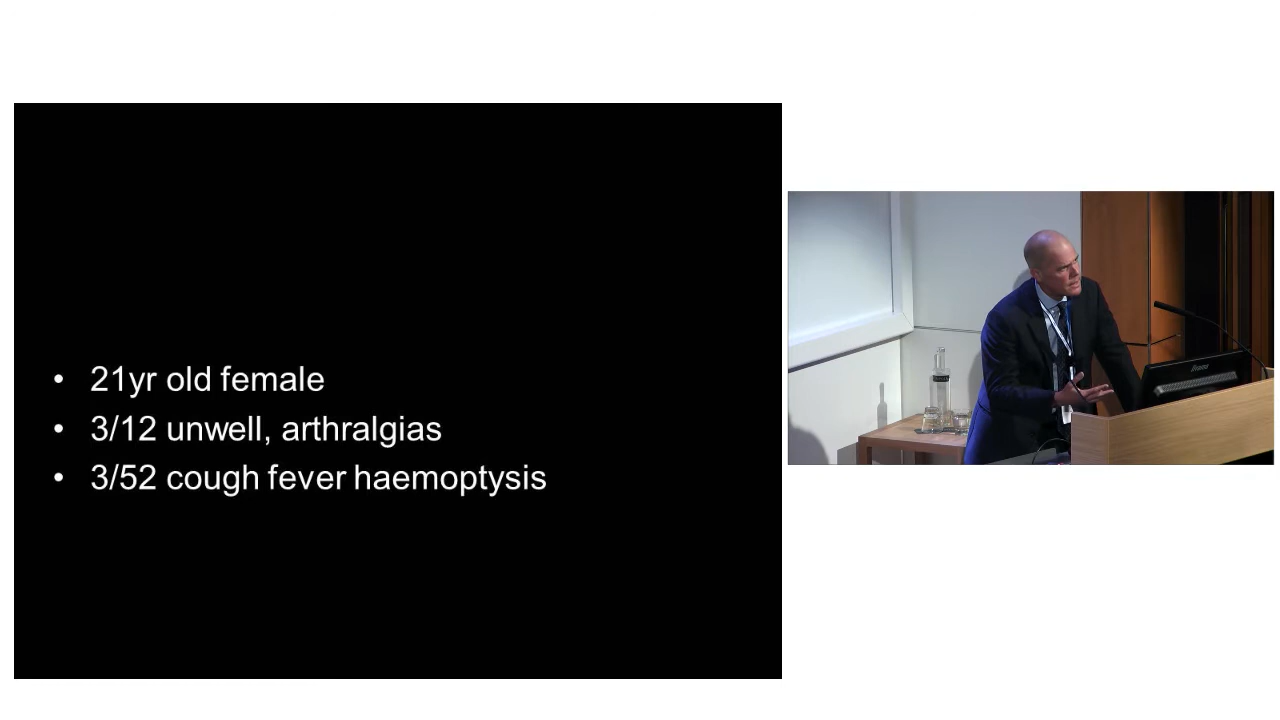 • 21yr old female
• 3/12 unwell, arthralgias
• 3/52 cough fever haemoptysis